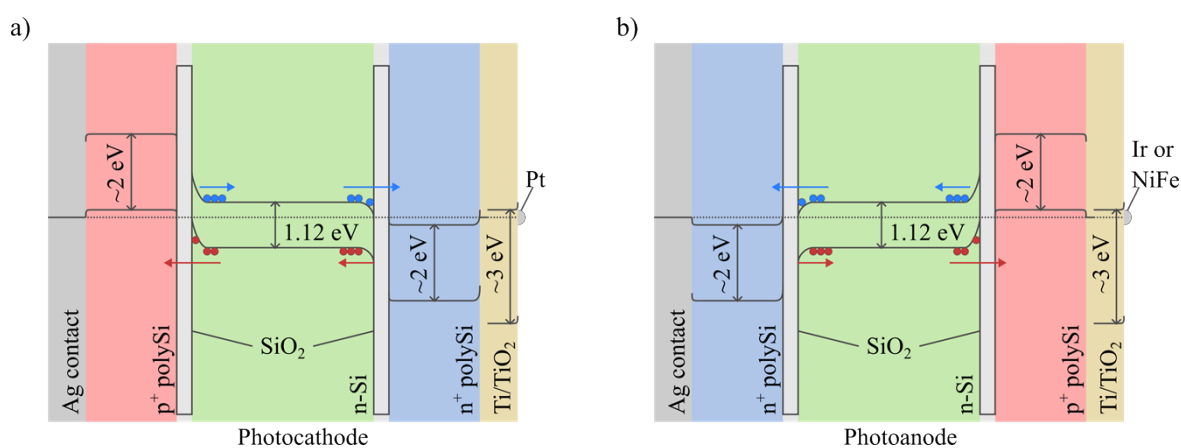 a)
~2 eV
1.12 eV
~2 eV
~3 eV
Pt
SiO₂
Ag contact
p⁺ polySi
n-Si
n⁺ polySi
Ti/TiO₂
Photocathode
b)
~2 eV
1.12 eV
~2 eV
~3 eV
Ir or
NiFe
SiO₂
Ag contact
n⁺ polySi
n-Si
p⁺ polySi
Ti/TiO₂
Photoanode